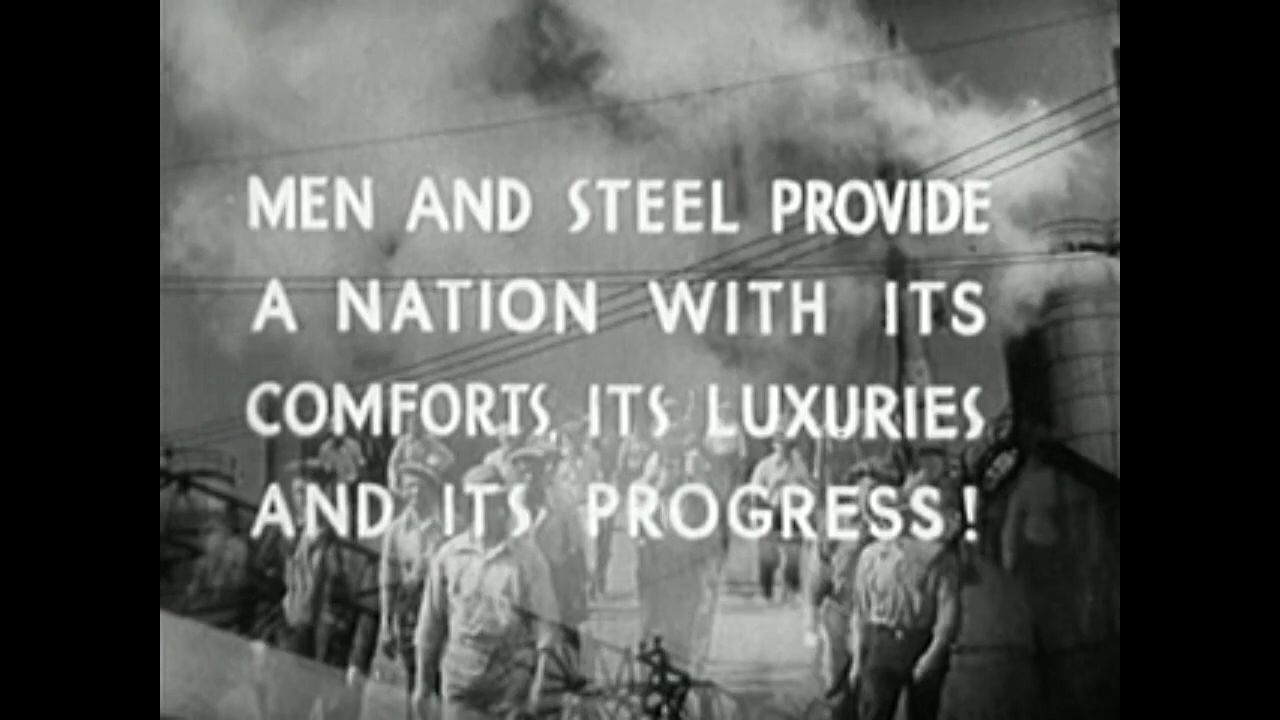 MEN AND STEEL PROVIDE
A NATION WITH ITS
COMFORTS ITS LUXURIES
AND ITS PROGRESS!